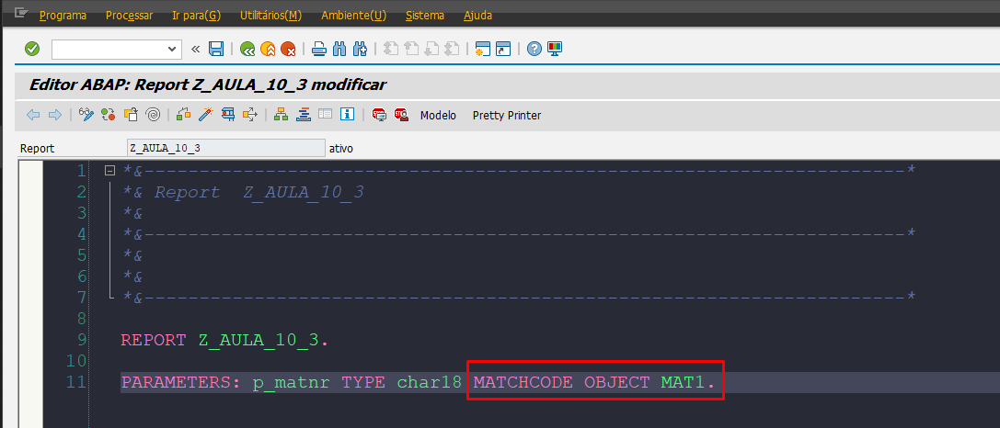 Programa Processar Ir para(G) Utilitários(M) Ambiente(U) Sistema Ajuda
Editor ABAP: Report Z_AULA_10_3 modificar
Modelo Pretty Printer
Report Z_AULA_10_3 ativo
1 *&---------------------------------------------------------------------*
2 *& Report  Z_AULA_10_3
3 *&
4 *&---------------------------------------------------------------------*
5 *&
6 *&
7 *&---------------------------------------------------------------------*
8
9 REPORT Z_AULA_10_3.
10
11 PARAMETERS: p_matnr TYPE char18 MATCHCODE OBJECT MAT1.